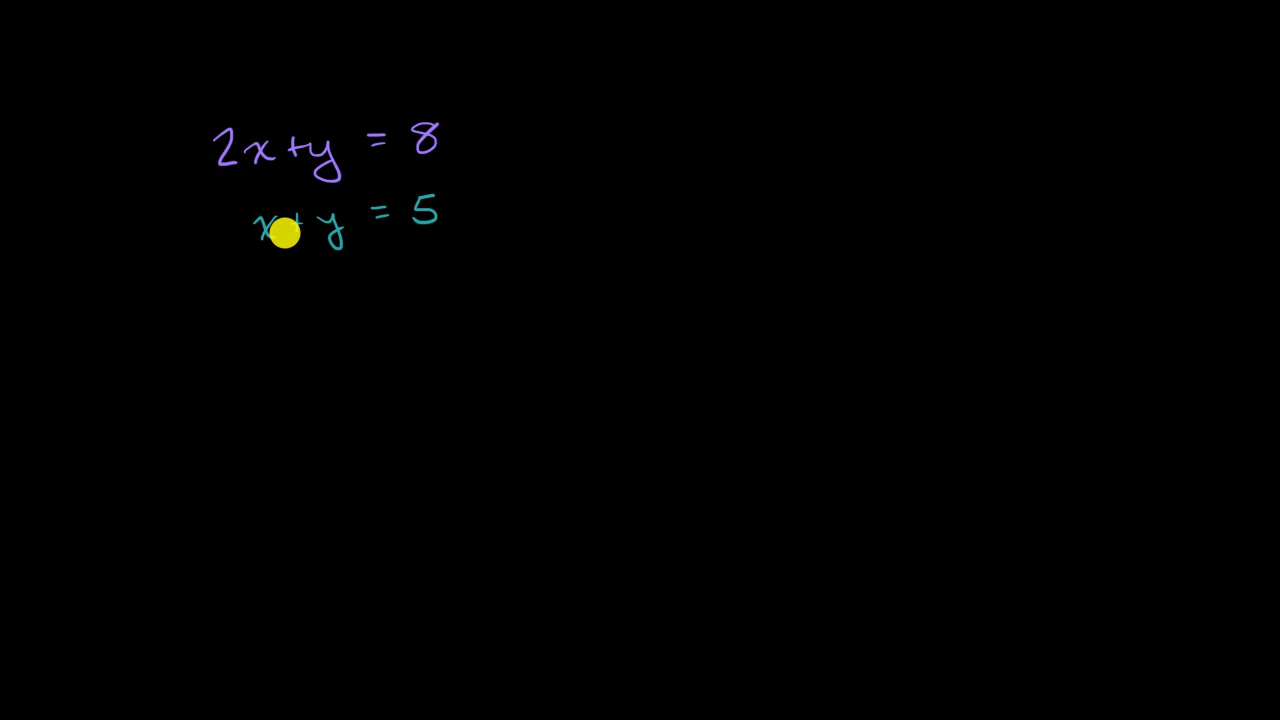 2x+y = 8
x+y = 5